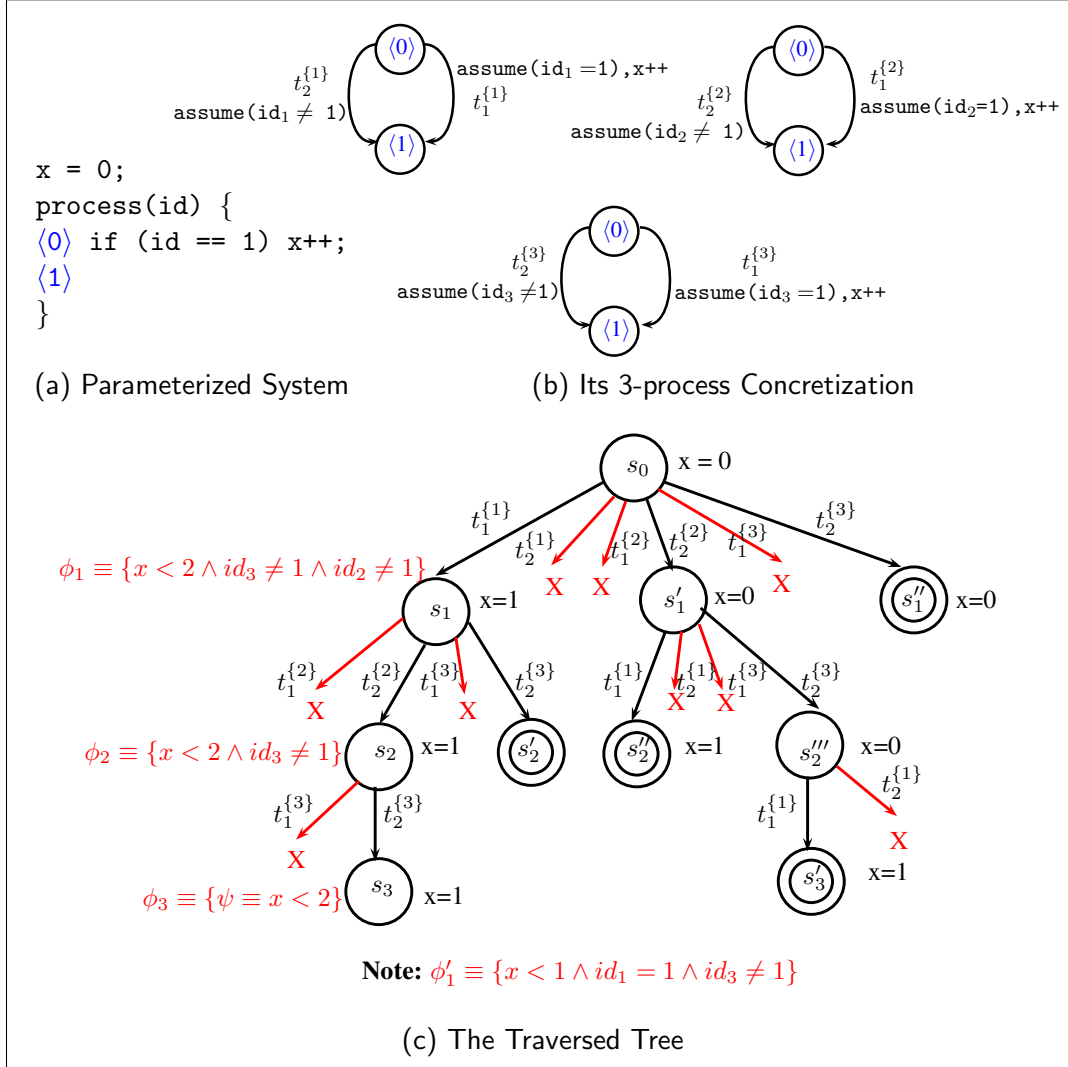 ⟨0⟩
t_2^{1}
assume(id_1 ≠ 1)
assume(id_1 =1),x++
t_1^{1}
⟨1⟩
⟨0⟩
t_2^{2}
assume(id_2 ≠ 1)
t_1^{2}
assume(id_2=1),x++
⟨1⟩
x = 0;
process(id) {
⟨0⟩ if (id == 1) x++;
⟨1⟩
}
⟨0⟩
t_2^{3}
assume(id_3 ≠1)
t_1^{3}
assume(id_3 =1),x++
⟨1⟩
(a) Parameterized System
(b) Its 3-process Concretization
s_0 x = 0
t_1^{1} t_2^{1} t_1^{2} t_2^{2} t_1^{3} t_2^{3}
X X X
ϕ_1 ≡ {x < 2 ∧ id_3 ≠ 1 ∧ id_2 ≠ 1}
s_1 x=1
s'_1 x=0
s''_1 x=0
t_1^{2} t_2^{2} t_1^{3} t_2^{3} t_1^{1} t_2^{1} t_1^{3} t_2^{3}
X X X X
ϕ_2 ≡ {x < 2 ∧ id_3 ≠ 1}
s_2 x=1
s'_2
s''_2 x=1
s'''_2 x=0
t_1^{3} t_2^{3} t_1^{1} t_2^{1}
X X
ϕ_3 ≡ {ψ ≡ x < 2}
s_3 x=1
s'_3 x=1
Note: ϕ'_1 ≡ {x < 1 ∧ id_1 = 1 ∧ id_3 ≠ 1}
(c) The Traversed Tree